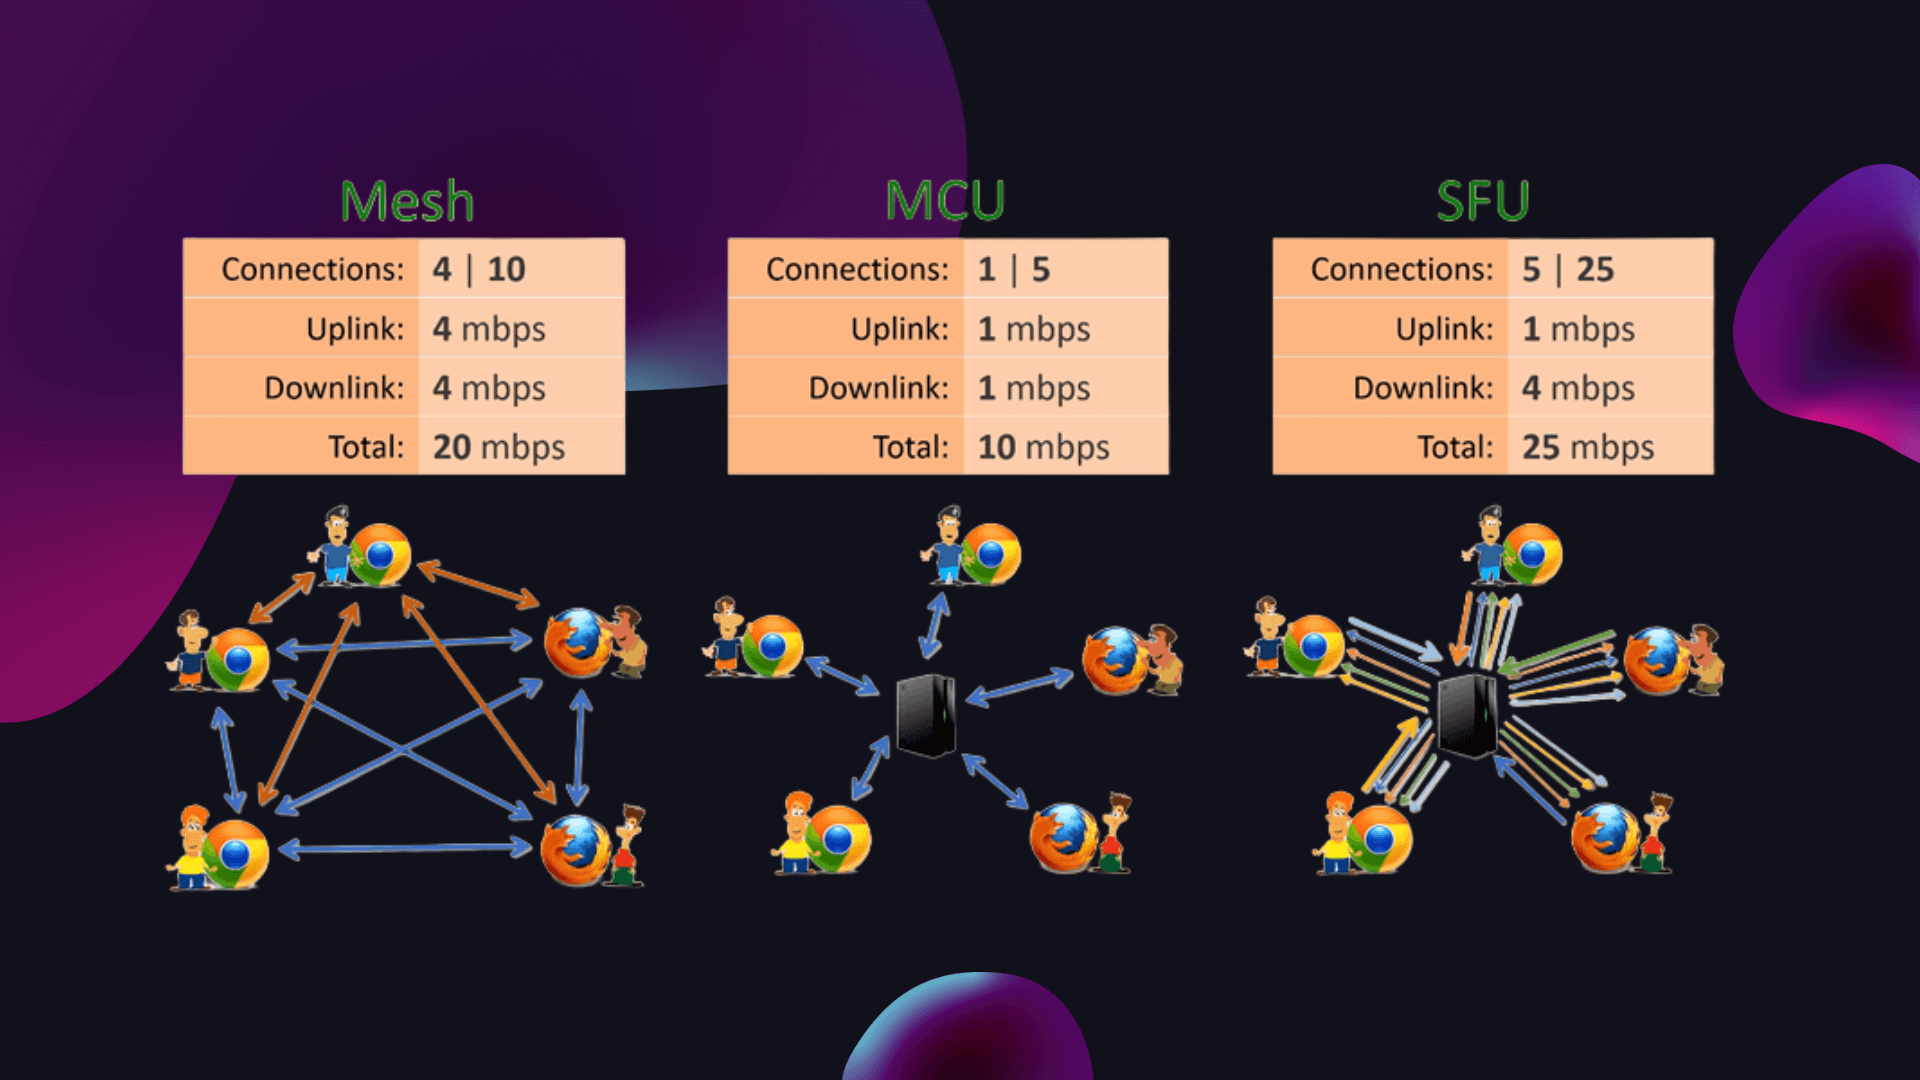 Mesh
Connections: 4 | 10
Uplink: 4 mbps
Downlink: 4 mbps
Total: 20 mbps
MCU
Connections: 1 | 5
Uplink: 1 mbps
Downlink: 1 mbps
Total: 10 mbps
SFU
Connections: 5 | 25
Uplink: 1 mbps
Downlink: 4 mbps
Total: 25 mbps